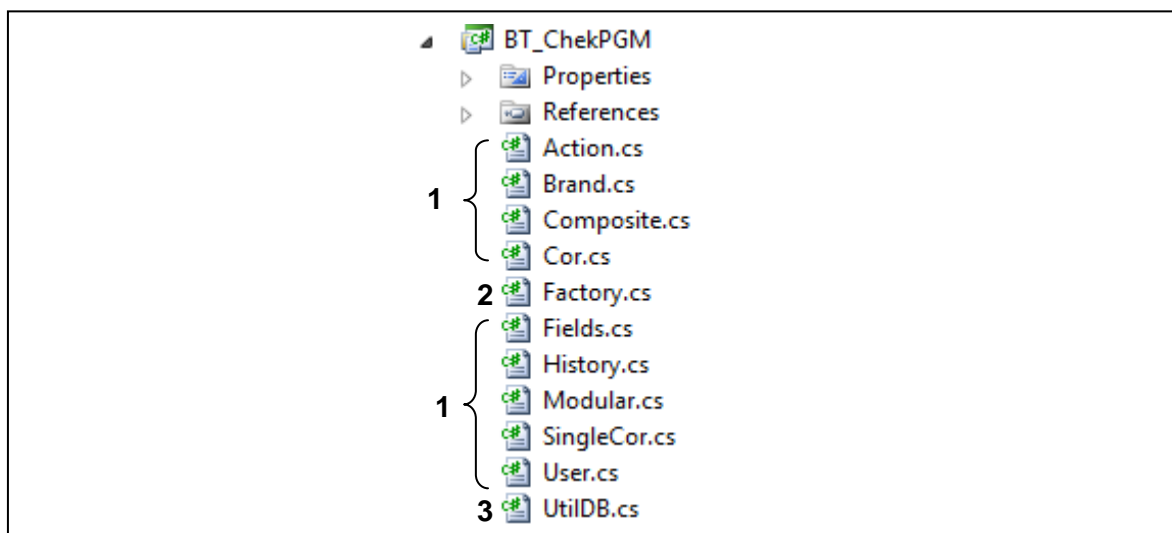 BT_ChekPGM
Properties
References
Action.cs
1 Brand.cs
Composite.cs
Cor.cs
2 Factory.cs
Fields.cs
History.cs
1 Modular.cs
SingleCor.cs
User.cs
3 UtilDB.cs